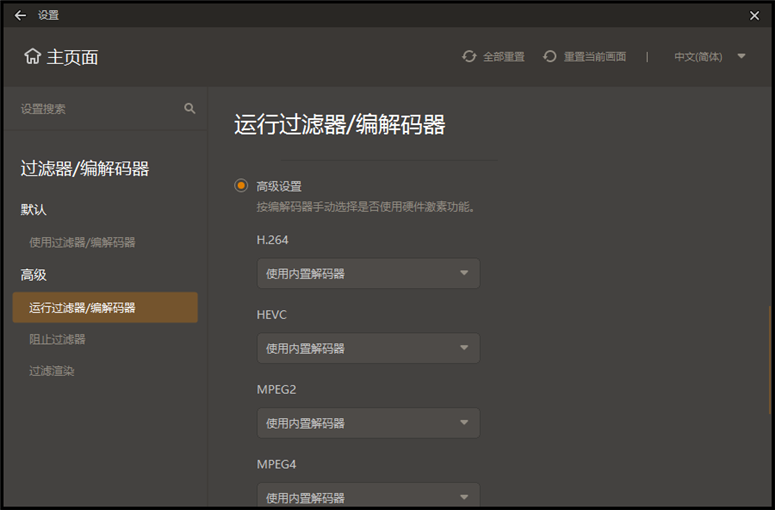 设置
主页面
全部重置
重置当前画面
|
中文(简体)
设置搜索
过滤器/编解码器
默认
使用过滤器/编解码器
高级
运行过滤器/编解码器
阻止过滤器
过滤渲染
运行过滤器/编解码器
高级设置
按编解码器手动选择是否使用硬件激素功能。
H.264
使用内置解码器
HEVC
使用内置解码器
MPEG2
使用内置解码器
MPEG4
使用内置解码器